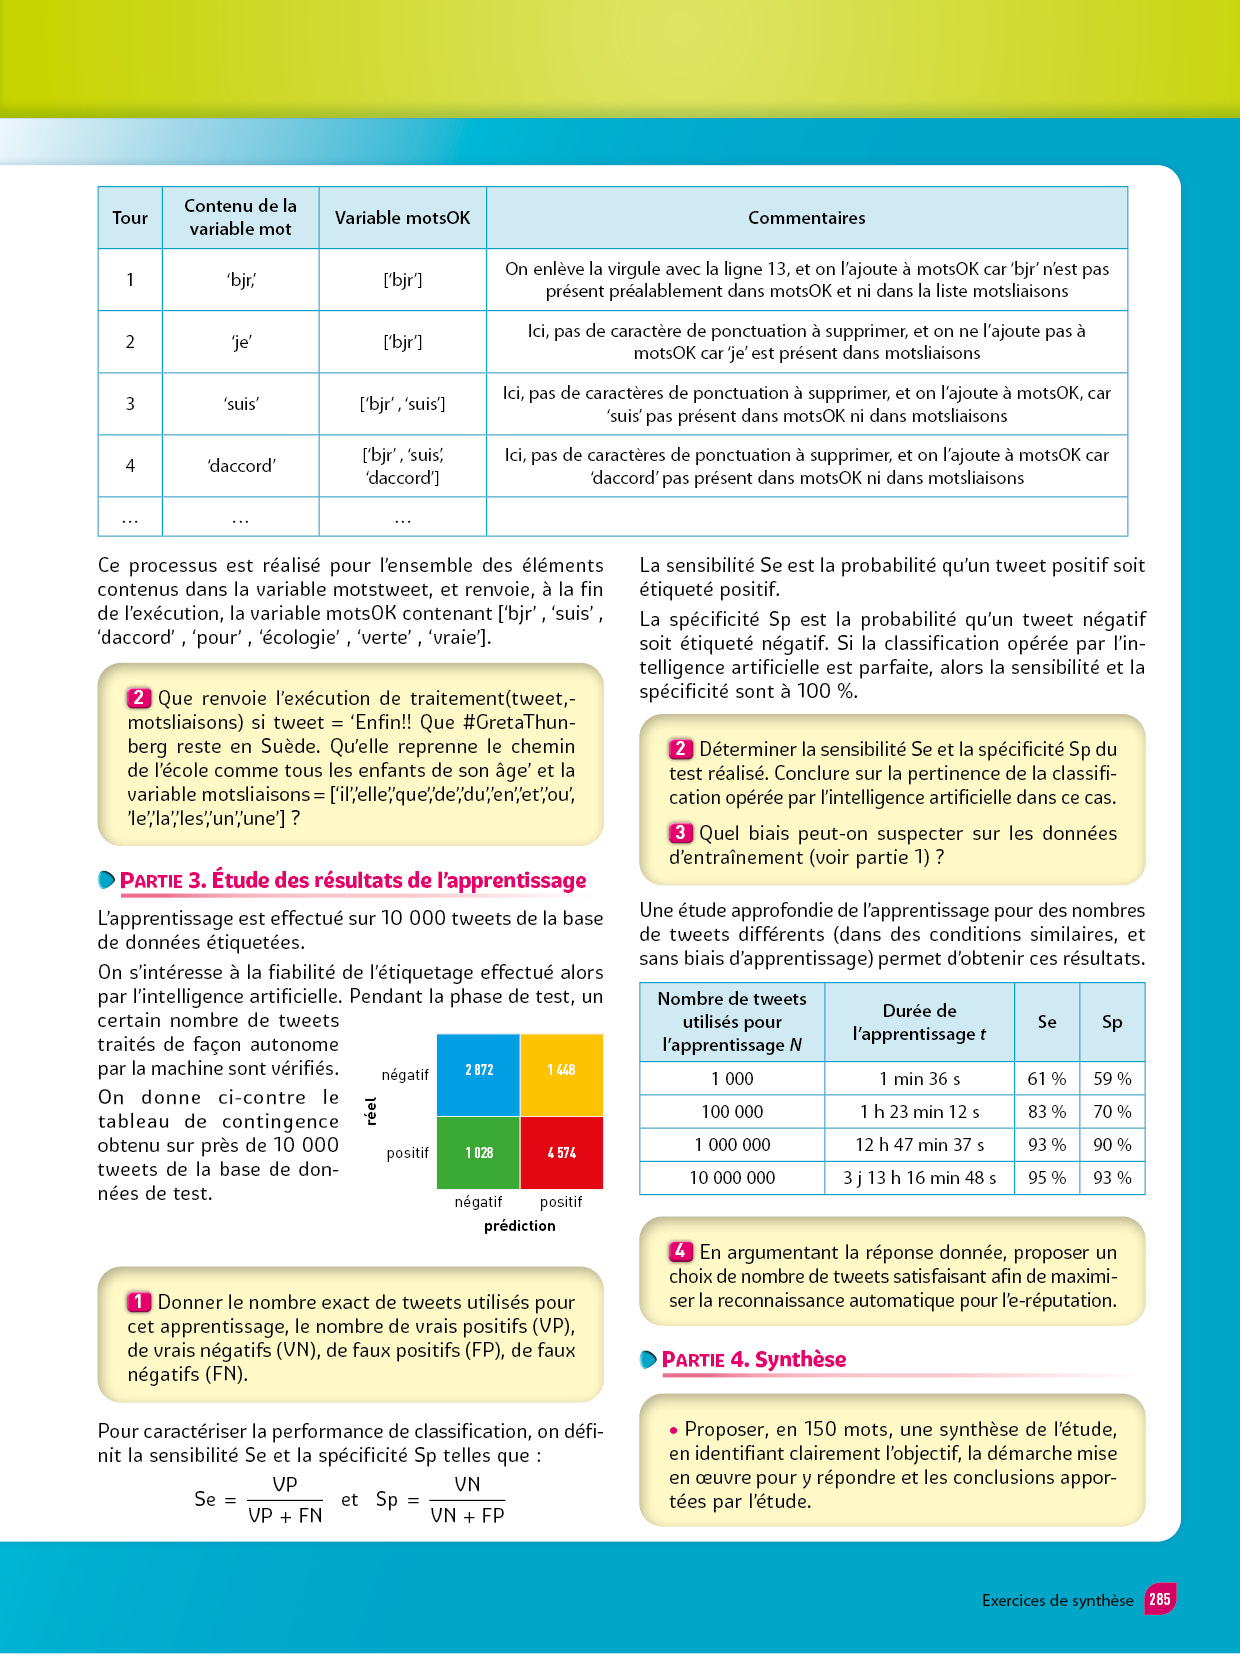 Tour
Contenu de la
variable mot
Variable motsOK
Commentaires
1
‘bjr,’
[‘bjr’]
On enlève la virgule avec la ligne 13, et on l’ajoute à motsOK car ‘bjr’ n’est pas
présent préalablement dans motsOK et ni dans la liste motsliaisons
2
‘je’
[‘bjr’]
Ici, pas de caractère de ponctuation à supprimer, et on ne l’ajoute pas à
motsOK car ‘je’ est présent dans motsliaisons
3
‘suis’
[‘bjr’ , ‘suis’]
Ici, pas de caractères de ponctuation à supprimer, et on l’ajoute à motsOK, car
‘suis’ pas présent dans motsOK ni dans motsliaisons
4
‘daccord’
[‘bjr’ , ‘suis’,
‘daccord’]
Ici, pas de caractères de ponctuation à supprimer, et on l’ajoute à motsOK car
‘daccord’ pas présent dans motsOK ni dans motsliaisons
…
…
…
Ce processus est réalisé pour l’ensemble des éléments
contenus dans la variable motstweet, et renvoie, à la fin
de l’exécution, la variable motsOK contenant [‘bjr’ , ‘suis’ ,
‘daccord’ , ‘pour’ , ‘écologie’ , ‘verte’ , ‘vraie’].
2 Que renvoie l’exécution de traitement(tweet,-
motsliaisons) si tweet = ‘Enfin!! Que #GretaThun-
berg reste en Suède. Qu’elle reprenne le chemin
de l’école comme tous les enfants de son âge’ et la
variable motsliaisons = [‘il’,’elle’,’que’,’de’,’du’,’en’,’et’,’ou’,
’le’,’la’,’les’,’un’,’une’] ?
PARTIE 3. Étude des résultats de l’apprentissage
L’apprentissage est effectué sur 10 000 tweets de la base
de données étiquetées.
On s’intéresse à la fiabilité de l’étiquetage effectué alors
par l’intelligence artificielle. Pendant la phase de test, un
certain nombre de tweets
traités de façon autonome
par la machine sont vérifiés.
On donne ci-contre le
tableau de contingence
obtenu sur près de 10 000
tweets de la base de don-
nées de test.
réel
négatif
2 872
1 448
positif
1 028
4 574
négatif
positif
prédiction
1 Donner le nombre exact de tweets utilisés pour
cet apprentissage, le nombre de vrais positifs (VP),
de vrais négatifs (VN), de faux positifs (FP), de faux
négatifs (FN).
Pour caractériser la performance de classification, on défi-
nit la sensibilité Se et la spécificité Sp telles que :
Se = VP / VP + FN et Sp = VN / VN + FP
La sensibilité Se est la probabilité qu’un tweet positif soit
étiqueté positif.
La spécificité Sp est la probabilité qu’un tweet négatif
soit étiqueté négatif. Si la classification opérée par l’in-
telligence artificielle est parfaite, alors la sensibilité et la
spécificité sont à 100 %.
2 Déterminer la sensibilité Se et la spécificité Sp du
test réalisé. Conclure sur la pertinence de la classifi-
cation opérée par l’intelligence artificielle dans ce cas.
3 Quel biais peut-on suspecter sur les données
d’entraînement (voir partie 1) ?
Une étude approfondie de l’apprentissage pour des nombres
de tweets différents (dans des conditions similaires, et
sans biais d’apprentissage) permet d’obtenir ces résultats.
Nombre de tweets
utilisés pour
l’apprentissage N
Durée de
l’apprentissage t
Se
Sp
1 000
1 min 36 s
61 %
59 %
100 000
1 h 23 min 12 s
83 %
70 %
1 000 000
12 h 47 min 37 s
93 %
90 %
10 000 000
3 j 13 h 16 min 48 s
95 %
93 %
4 En argumentant la réponse donnée, proposer un
choix de nombre de tweets satisfaisant afin de maximi-
ser la reconnaissance automatique pour l’e-réputation.
PARTIE 4. Synthèse
• Proposer, en 150 mots, une synthèse de l’étude,
en identifiant clairement l’objectif, la démarche mise
en œuvre pour y répondre et les conclusions appor-
tées par l’étude.
Exercices de synthèse 285